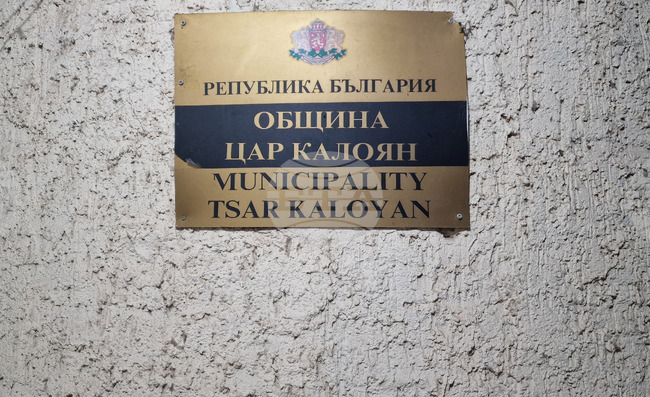 РЕПУБЛИКА БЪЛГАРИЯ
ОБЩИНА
ЦАР КАЛОЯН
MUNICIPALITY
TSAR KALOYAN